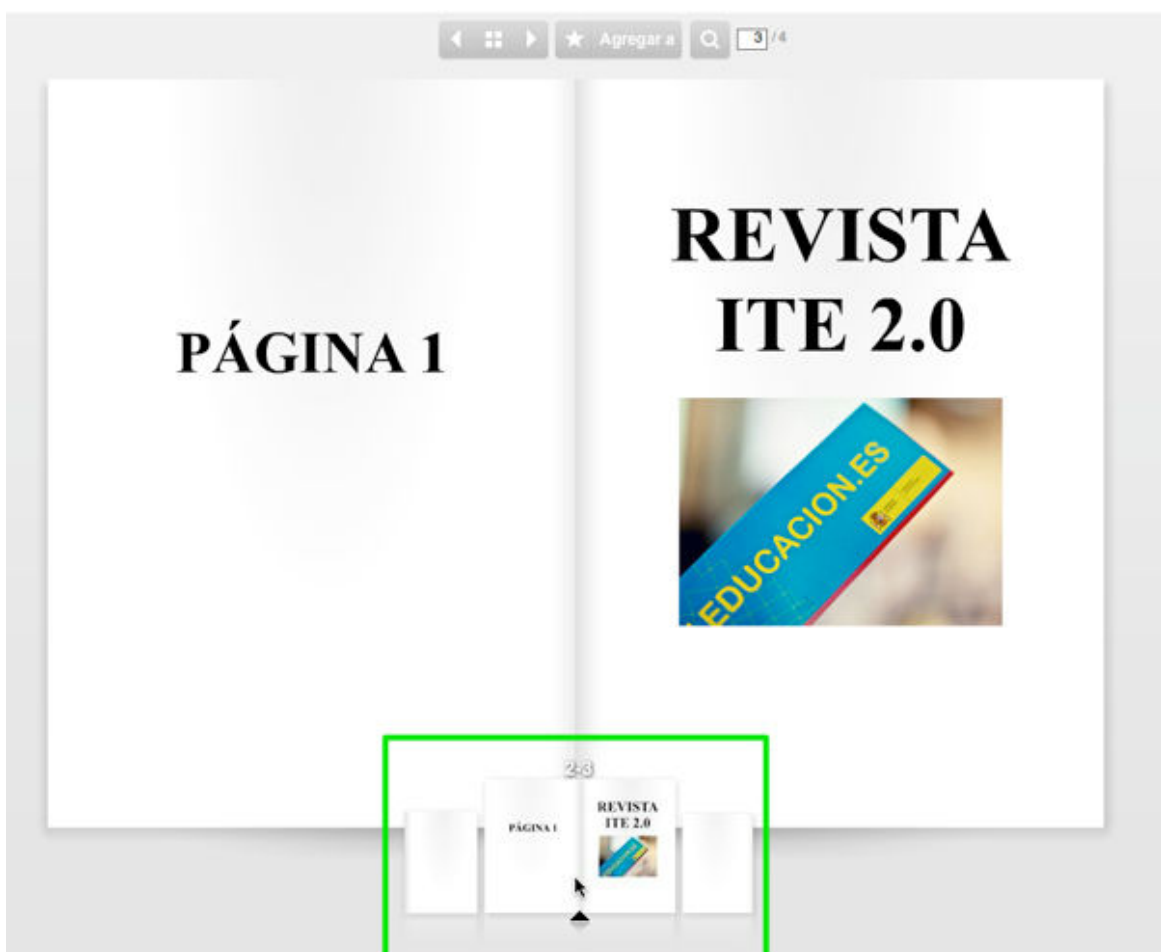 Agregar a
3 / 4
PÁGINA 1
REVISTA
ITE 2.0
EDUCACION.ES
2-3
PÁGINA 1
REVISTA
ITE 2.0